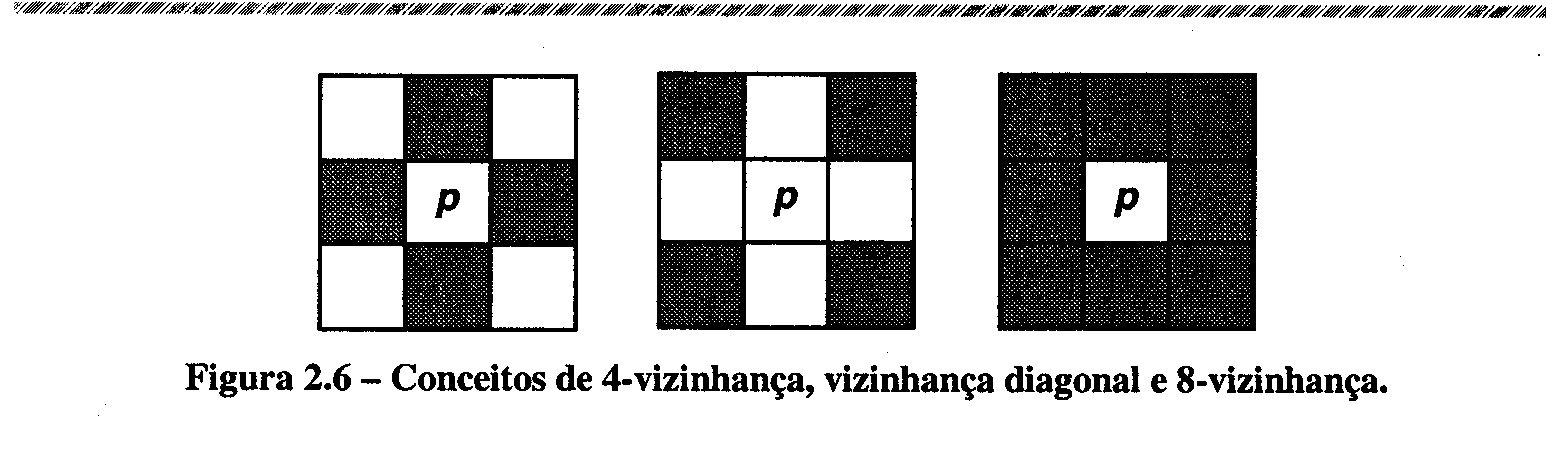 p p p
Figura 2.6 – Conceitos de 4-vizinhança, vizinhança diagonal e 8-vizinhança.